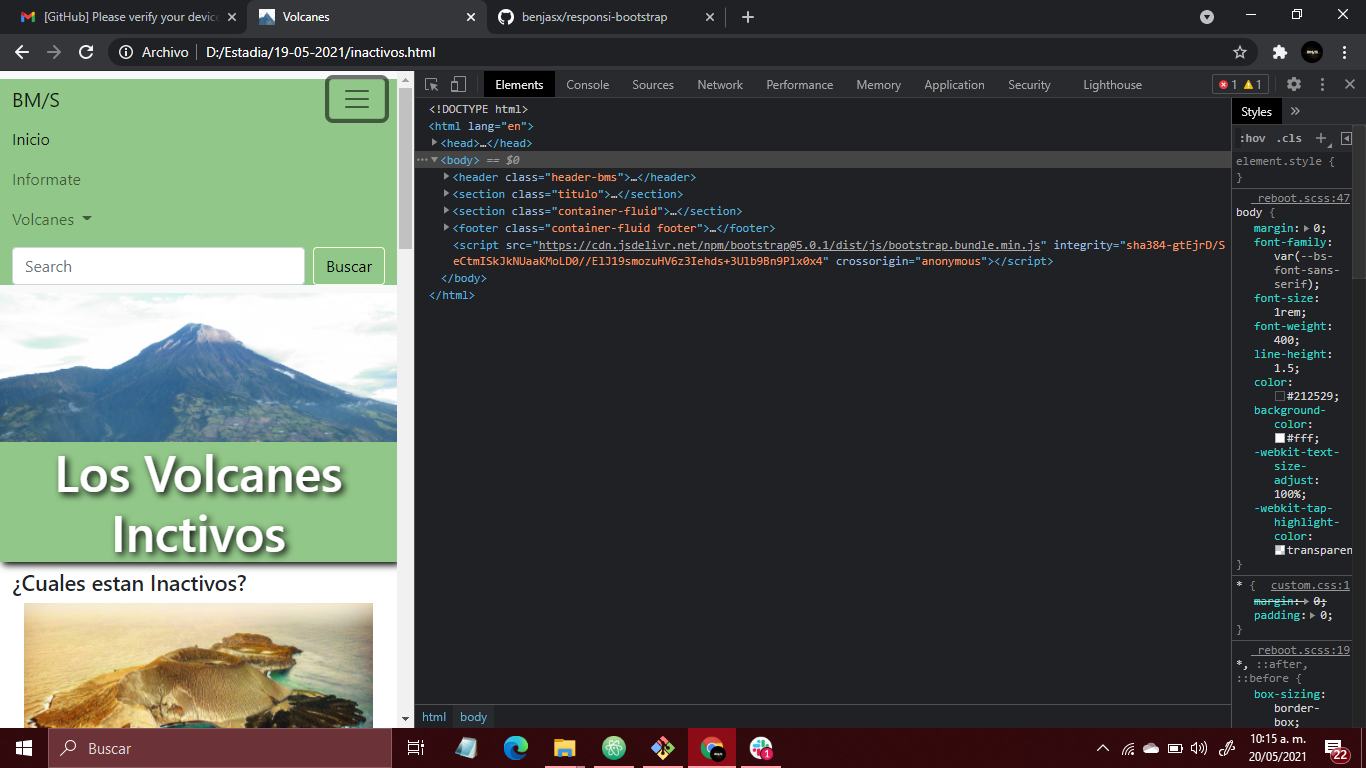 [GitHub] Please verify your device
Volcanes
benjasx/responsi-bootstrap
Archivo | D:/Estadia/19-05-2021/inactivos.html
BM/S
Inicio
Informate
Volcanes
Search
Buscar
Los Volcanes
Inctivos
¿Cuales estan Inactivos?
Elements Console Sources Network Performance Memory Application Security Lighthouse 1 1
<!DOCTYPE html>
<html lang="en">
<head>…</head>
<body> == $0
<header class="header-bms">…</header>
<section class="titulo">…</section>
<section class="container-fluid">…</section>
<footer class="container-fluid footer">…</footer>
<script src="https://cdn.jsdelivr.net/npm/bootstrap@5.0.1/dist/js/bootstrap.bundle.min.js" integrity="sha384-gtEjrD/S
eCtmISkJkNUaaKMoLD0//ElJ19smozuHV6z3Iehds+3Ulb9Bn9Plx0x4" crossorigin="anonymous"></script>
</body>
</html>
html body
Styles »
:hov .cls +
element.style {
}
_reboot.scss:47
body {
margin: 0;
font-family:
var(--bs-
font-sans-
serif);
font-size:
1rem;
font-weight:
400;
line-height:
1.5;
color:
#212529;
background-
color:
#fff;
-webkit-text-
size-
adjust:
100%;
-webkit-tap-
highlight-
color:
transparen
}
* { custom.css:1
margin: 0;
padding: 0;
}
_reboot.scss:19
*, ::after,
::before {
box-sizing:
border-
box;
Buscar
1
10:15 a. m.
20/05/2021
22